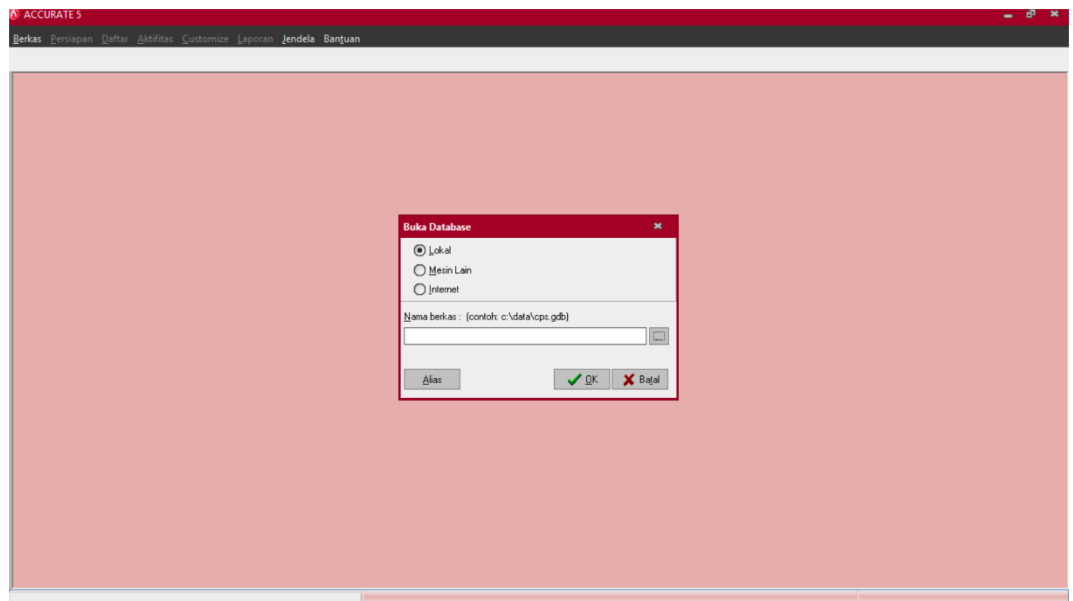 ACCURATE 5
Berkas Persiapan Daftar Aktifitas Customize Laporan Jendela Bantuan
Buka Database
Lokal
Mesin Lain
Internet
Nama berkas : (contoh: c:\data\cps.gdb)
...
Alias OK Batal